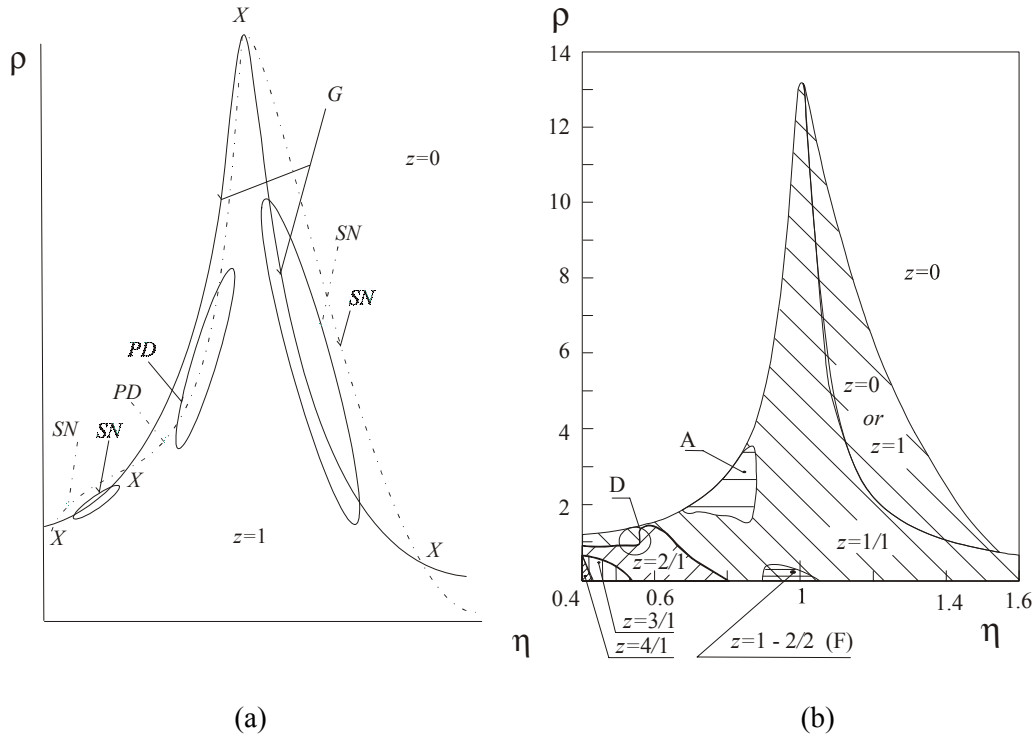 X
ρ
G
z=0
SN
SN
PD
PD
SN
SN
X
X
z=1
X
η
(a)
ρ
14
12
10
8
6
4
2
z=0
z=0
or
z=1
A
D
z=1/1
z=2/1
0.4
0.6
1
1.4
1.6
η
z=3/1
z=4/1
z=1 - 2/2 (F)
(b)